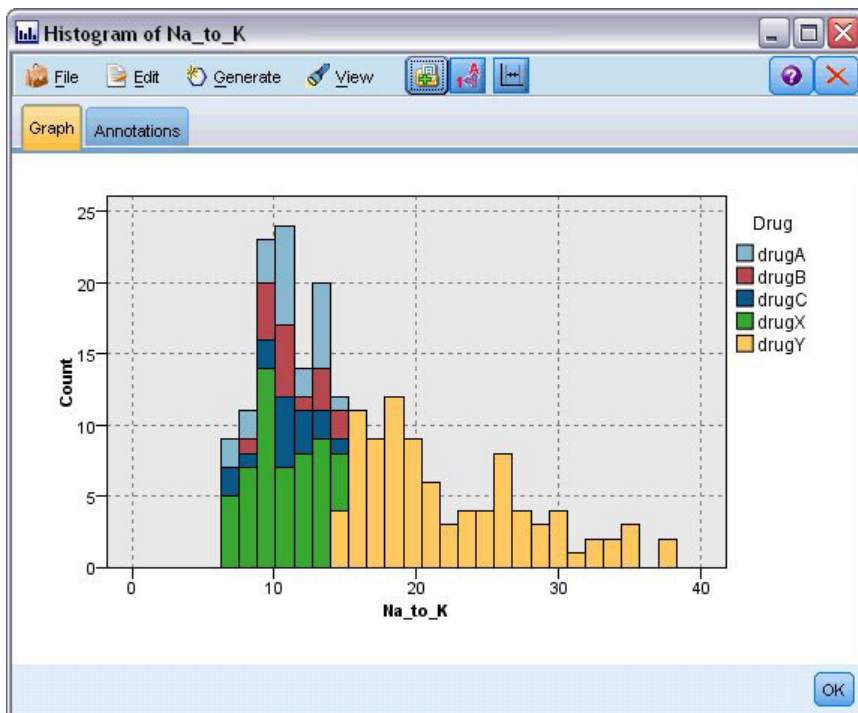 Histogram of Na_to_K
File Edit Generate View
Graph Annotations
25
20
15
10
5
0
Count
0 10 20 30 40
Na_to_K
Drug
drugA
drugB
drugC
drugX
drugY
OK